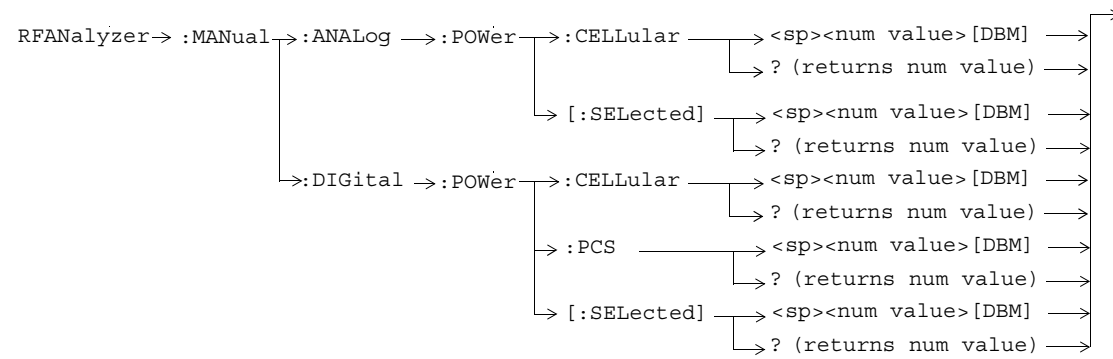 RFANalyzer :MANual :ANALog :POWer :CELLular <sp><num value>[DBM]
? (returns num value)
[:SELected] <sp><num value>[DBM]
? (returns num value)
:DIGital :POWer :CELLular <sp><num value>[DBM]
? (returns num value)
:PCS <sp><num value>[DBM]
? (returns num value)
[:SELected] <sp><num value>[DBM]
? (returns num value)